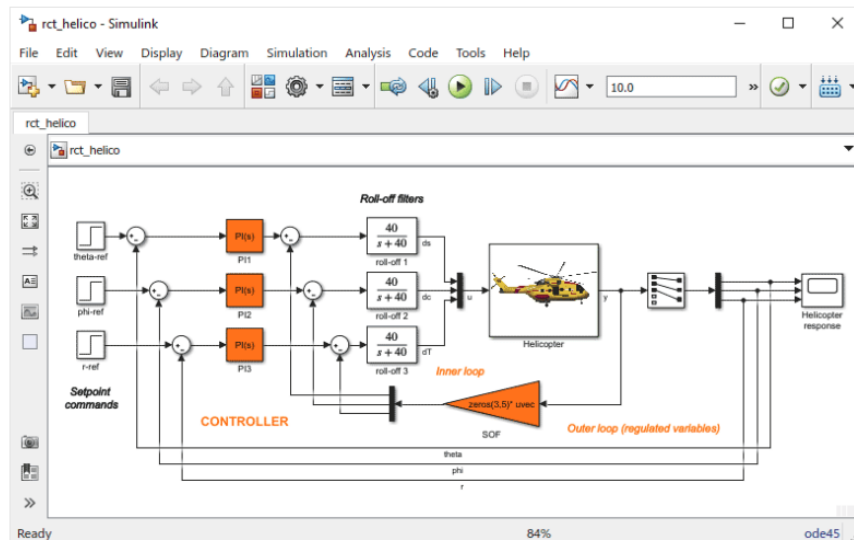 rct_helico - Simulink
File Edit View Display Diagram Simulation Analysis Code Tools Help
10.0
»
rct_helico
rct_helico
Roll-off filters
theta-ref
+
-
PI(s)
PI1
+
-
40
s + 40
roll-off 1
ds
phi-ref
+
-
PI(s)
PI2
+
-
40
s + 40
roll-off 2
dc
u
Helicopter
y
Helicopter
response
r-ref
+
-
PI(s)
PI3
+
-
40
s + 40
roll-off 3
dT
Setpoint
commands
CONTROLLER
Inner loop
zeros(3,5)* uvec
SOF
Outer loop (regulated variables)
theta
phi
r
»
Ready 84% ode45